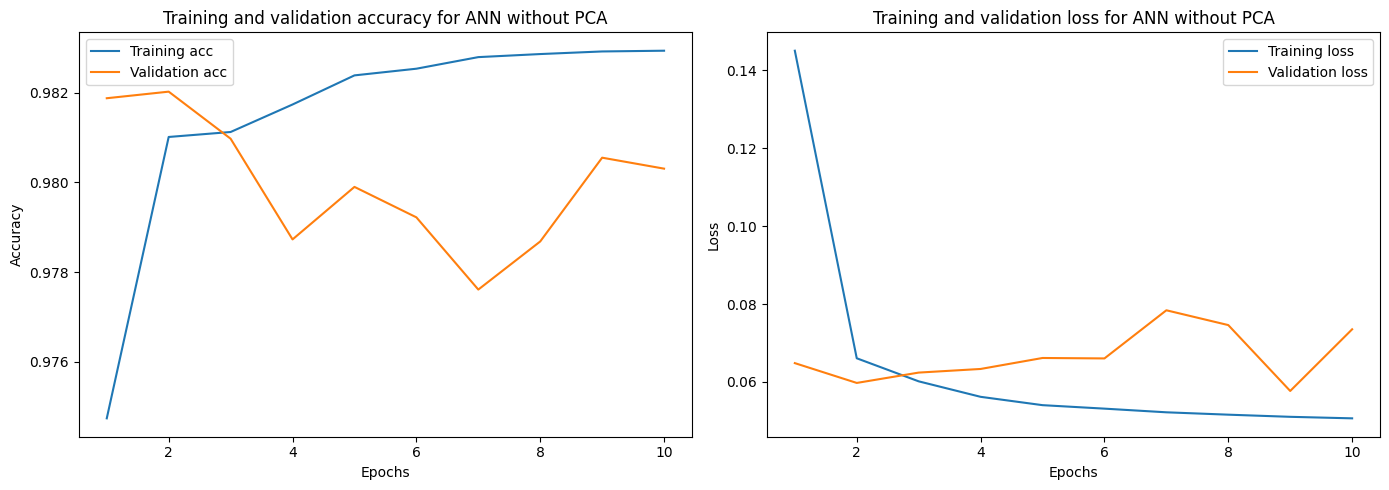 Training and validation accuracy for ANN without PCA
Training acc
Validation acc
0.982
0.980
0.978
0.976
Accuracy
2
4
6
8
10
Epochs
Training and validation loss for ANN without PCA
Training loss
Validation loss
0.14
0.12
0.10
0.08
0.06
Loss
2
4
6
8
10
Epochs